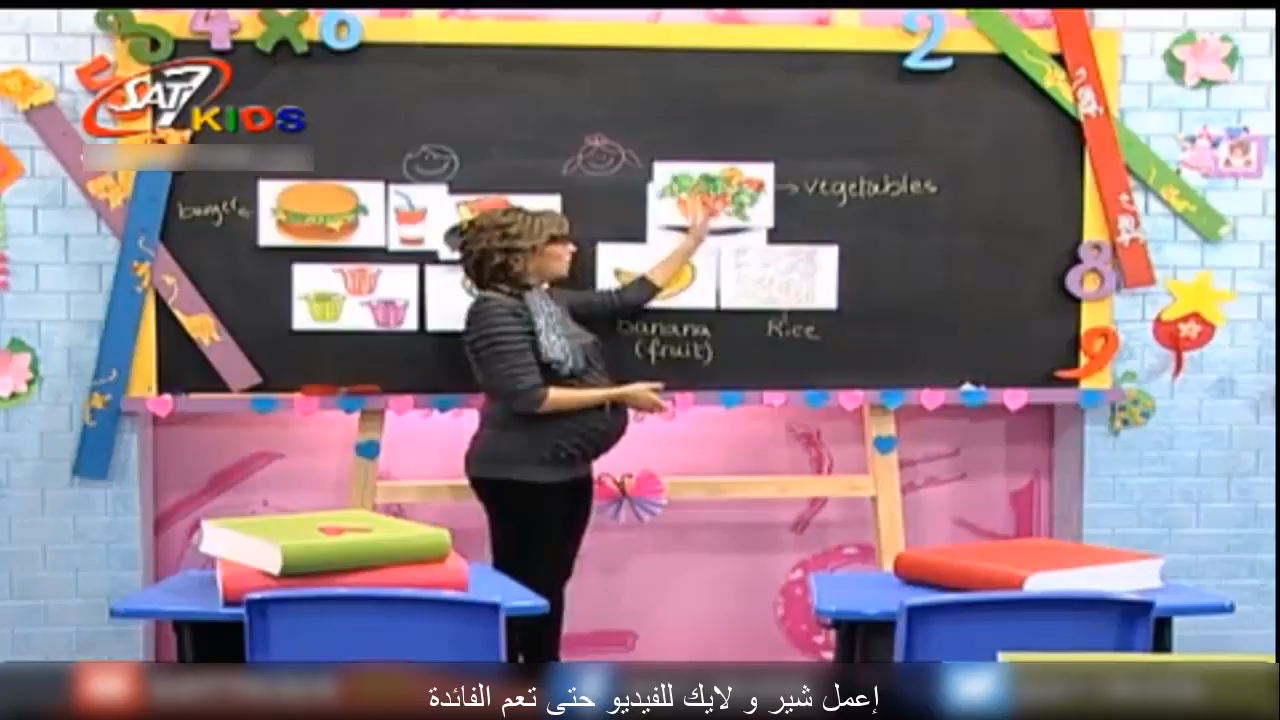 SAT7
KIDS
burger
vegetables
banana
(fruit)
Rice
إعمل شير و لايك للفيديو حتى تعم الفائدة